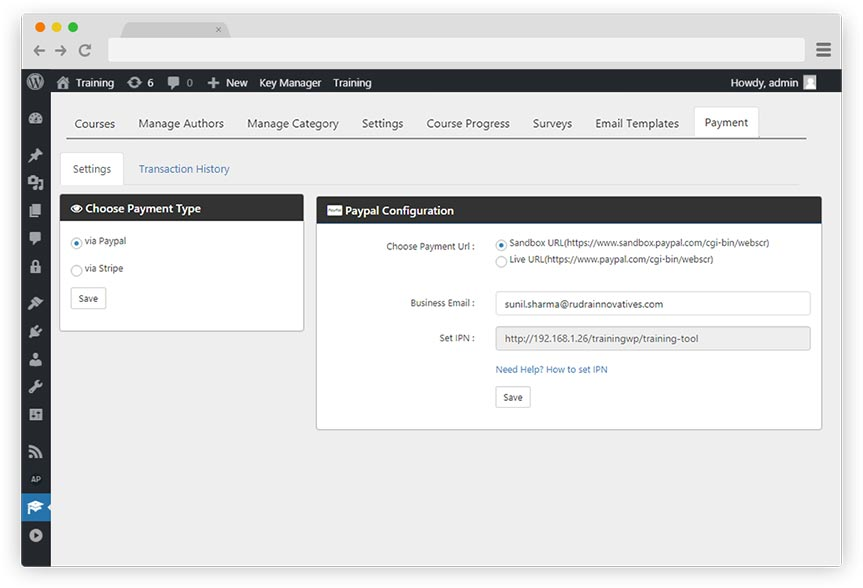 Training 6 0 New Key Manager Training Howdy, admin
Courses Manage Authors Manage Category Settings Course Progress Surveys Email Templates Payment
Settings Transaction History
Choose Payment Type
via Paypal
via Stripe
Save
PayPal Paypal Configuration
Choose Payment Url :
Sandbox URL(https://www.sandbox.paypal.com/cgi-bin/webscr)
Live URL(https://www.paypal.com/cgi-bin/webscr)
Business Email : sunil.sharma@rudrainnovatives.com
Set IPN : http://192.168.1.26/trainingwp/training-tool
Need Help? How to set IPN
Save
AP